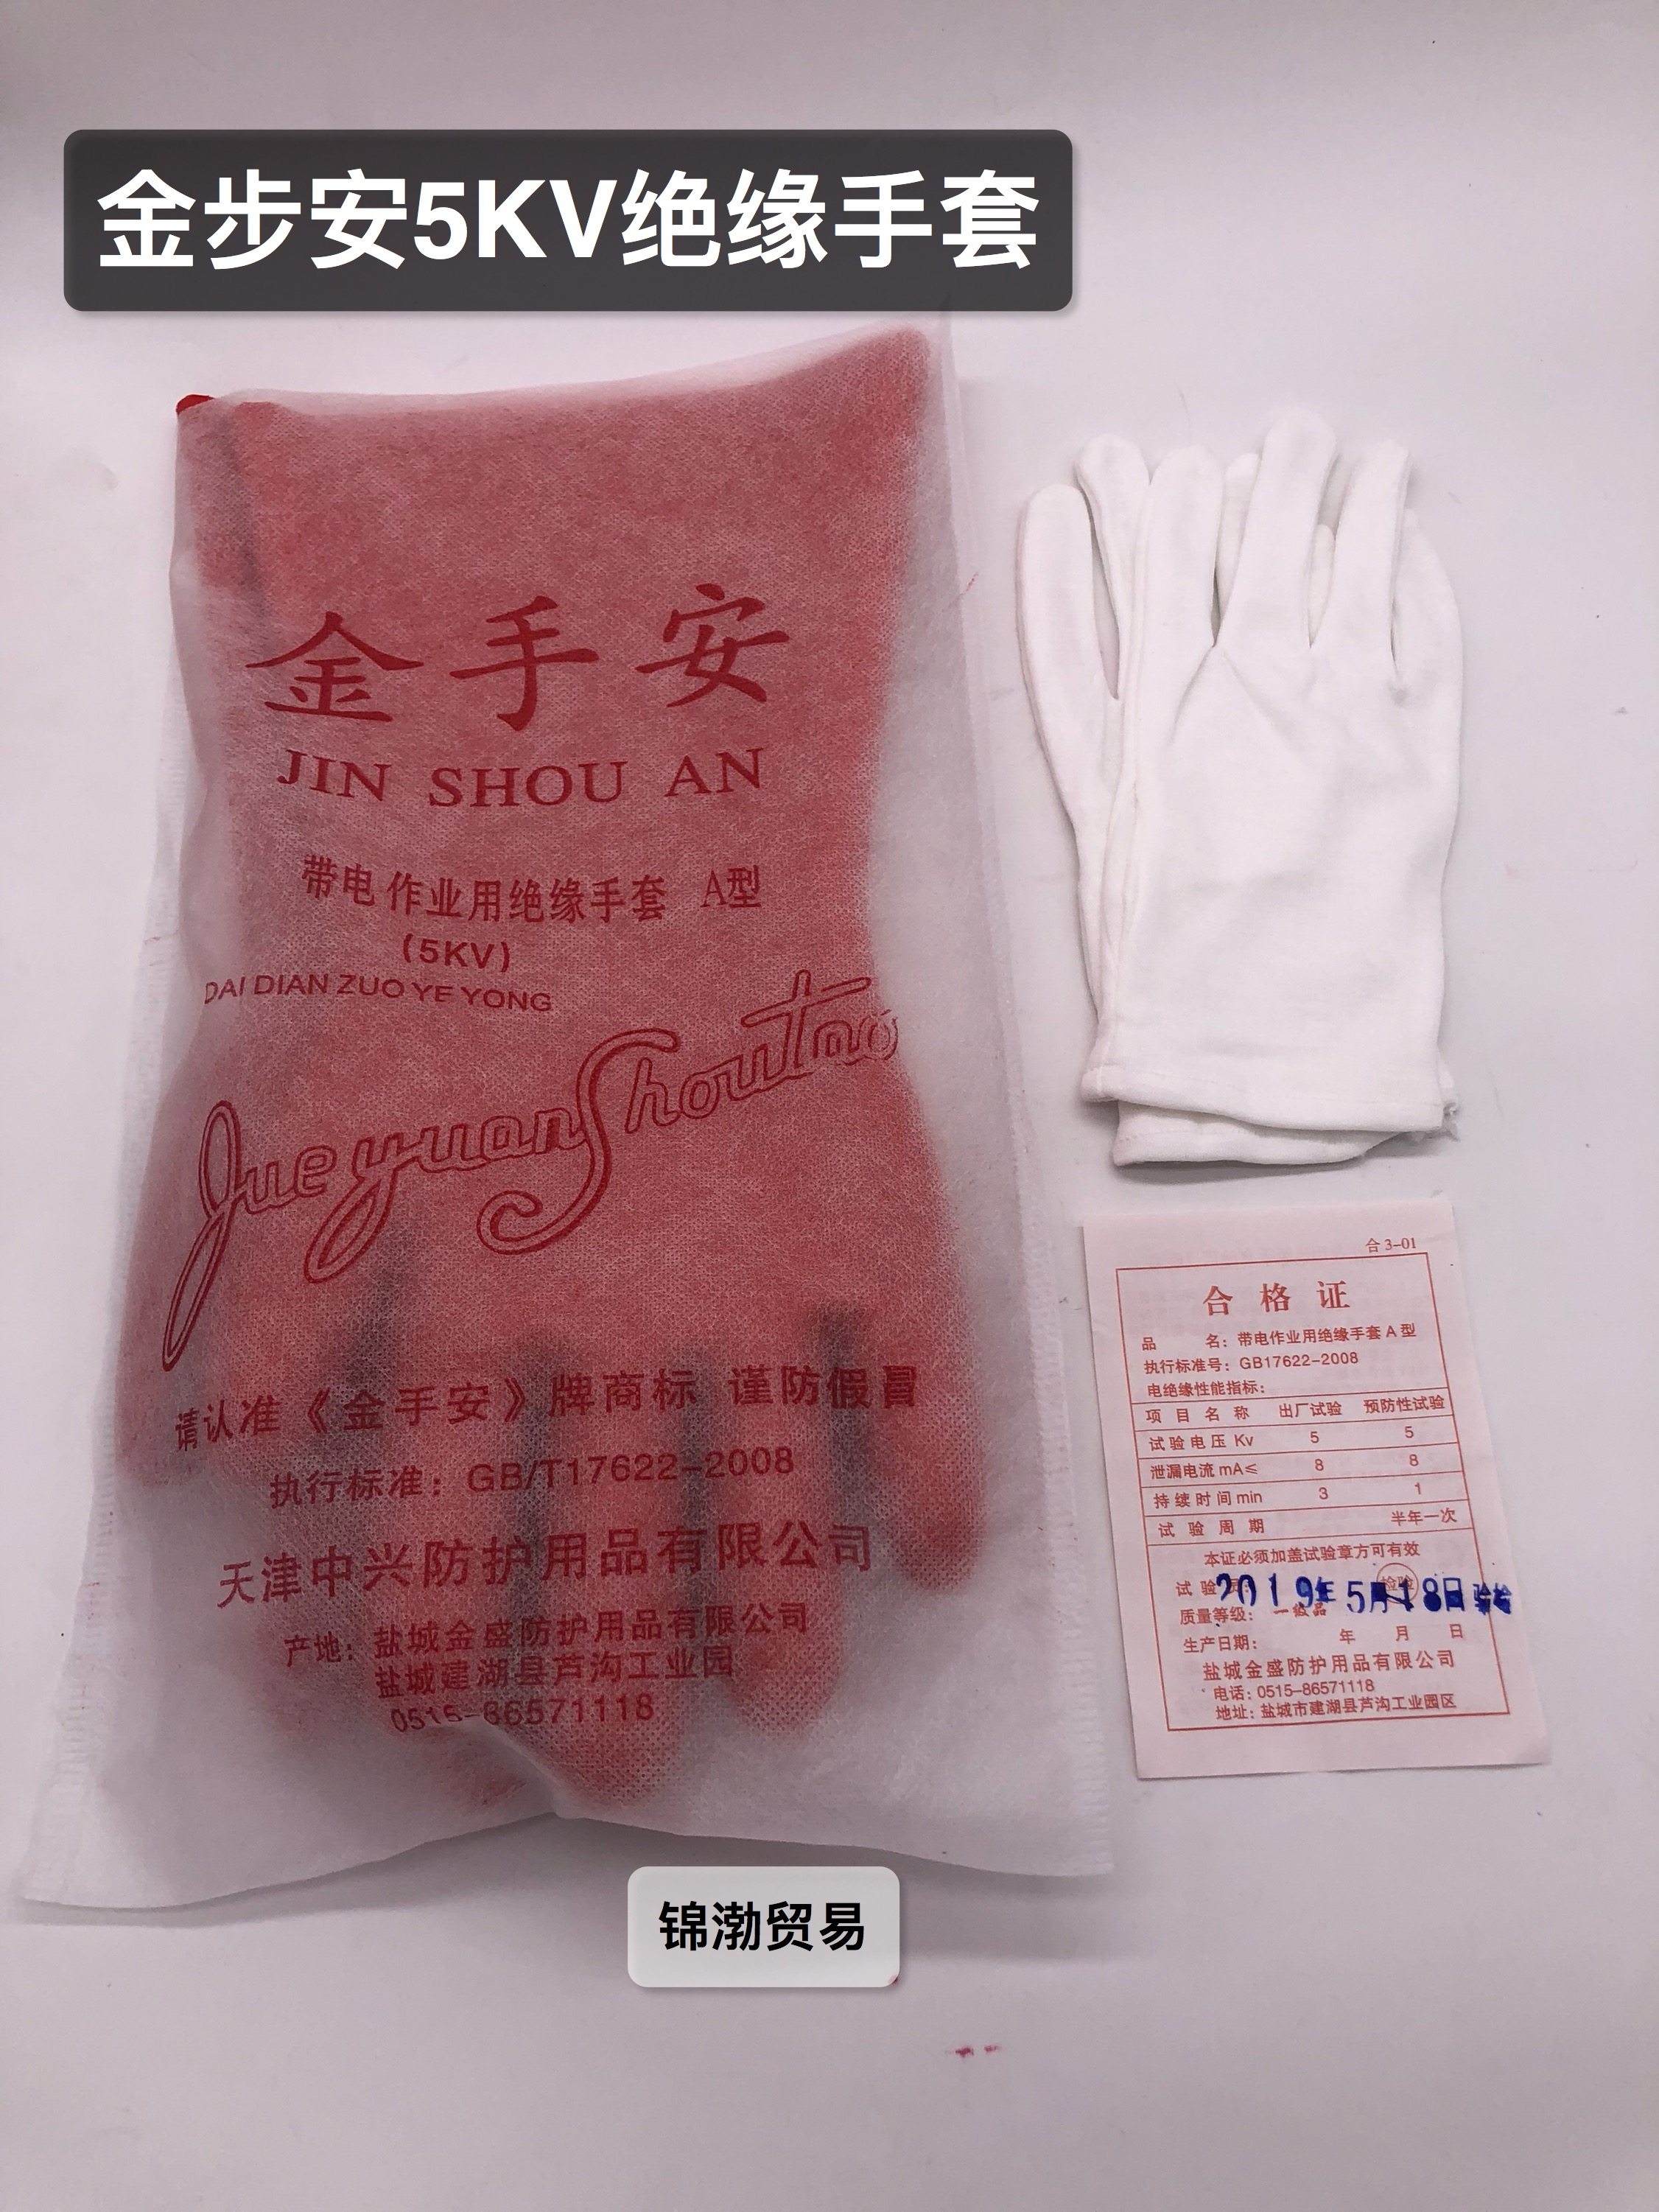 金步安5KV绝缘手套
金手安
JIN SHOU AN
带电作业用绝缘手套 A型
(5KV)
DAI DIAN ZUO YE YONG
Jueyuan Shoutao
请认准《金手安》牌商标 谨防假冒
执行标准：GB/T17622-2008
天津中兴防护用品有限公司
产地：盐城金盛防护用品有限公司
盐城建湖县芦沟工业园
0515-86571118
合3-01
合格证
品 名：带电作业用绝缘手套A型
执行标准号：GB17622-2008
电绝缘性能指标：
项目名称 出厂试验 预防性试验
试验电压 Kv 5 5
泄漏电流 mA≤ 8 8
持续时间 min 3 1
试验周期 半年一次
本证必须加盖试验章方可有效
试验员： 检验
2019年5月18日
质量等级：一级品
生产日期： 年 月 日
盐城金盛防护用品有限公司
电话：0515-86571118
地址：盐城市建湖县芦沟工业园区
锦渤贸易